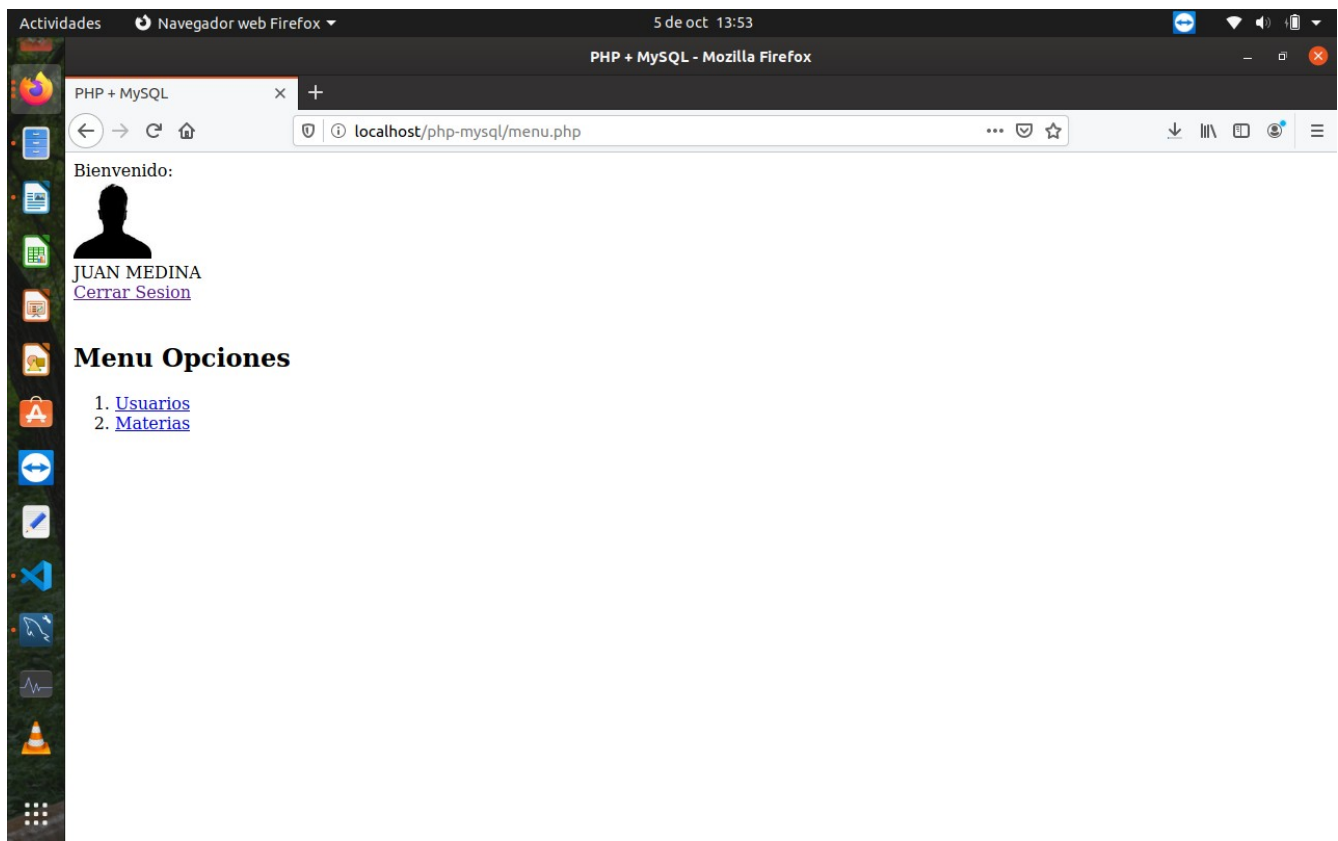 Actividades Navegador web Firefox 5 de oct 13:53
PHP + MySQL - Mozilla Firefox
PHP + MySQL
localhost/php-mysql/menu.php
Bienvenido:
JUAN MEDINA
Cerrar Sesion
Menu Opciones
1. Usuarios
2. Materias